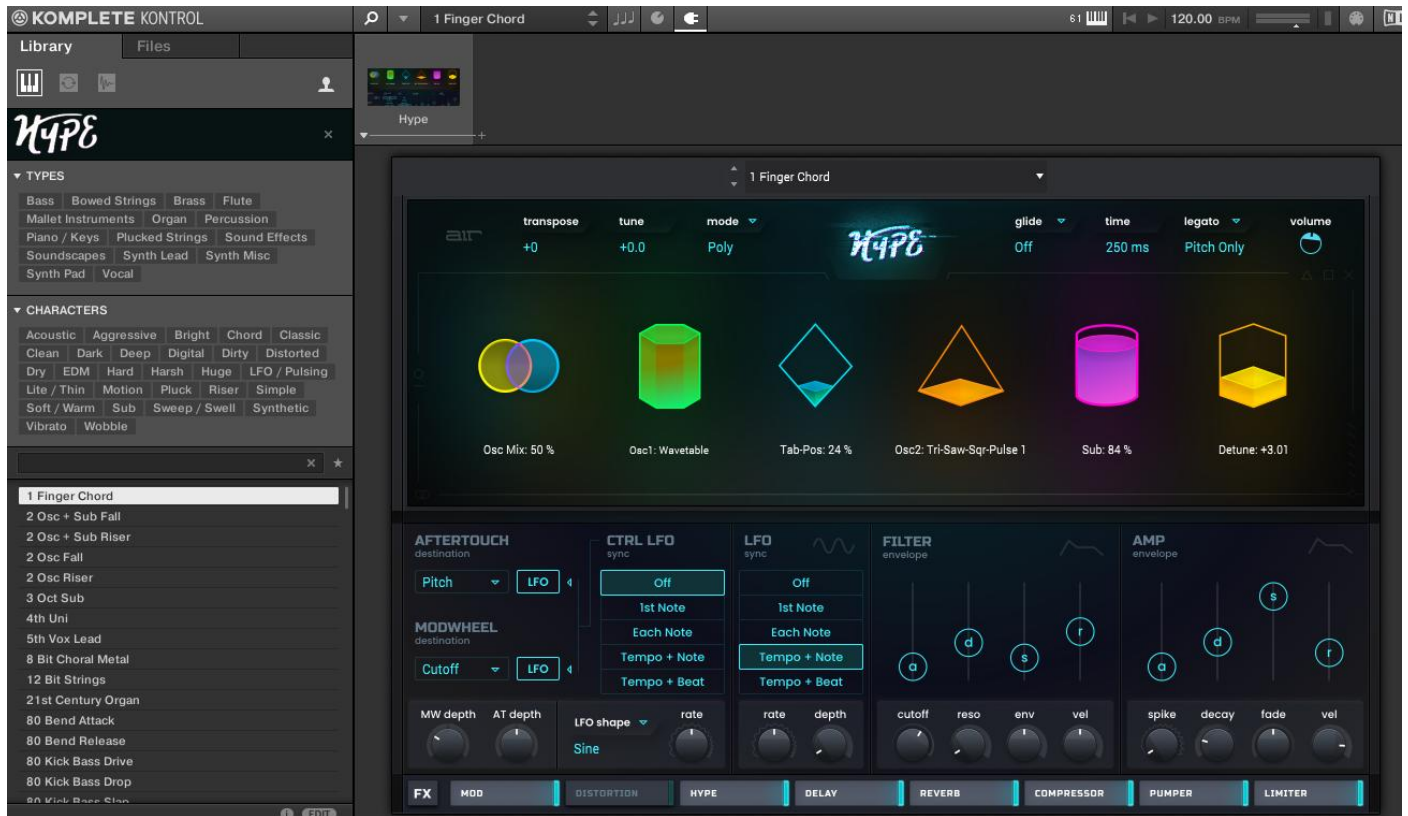 KOMPLETE KONTROL
1 Finger Chord
61
120.00 BPM
Library Files
Hype
HYPE
TYPES
Bass Bowed Strings Brass Flute
Mallet Instruments Organ Percussion
Piano / Keys Plucked Strings Sound Effects
Soundscapes Synth Lead Synth Misc
Synth Pad Vocal
CHARACTERS
Acoustic Aggressive Bright Chord Classic
Clean Dark Deep Digital Dirty Distorted
Dry EDM Hard Harsh Huge LFO / Pulsing
Lite / Thin Motion Pluck Riser Simple
Soft / Warm Sub Sweep / Swell Synthetic
Vibrato Wobble
1 Finger Chord
2 Osc + Sub Fall
2 Osc + Sub Riser
2 Osc Fall
2 Osc Riser
3 Oct Sub
4th Uni
5th Vox Lead
8 Bit Choral Metal
12 Bit Strings
21st Century Organ
80 Bend Attack
80 Bend Release
80 Kick Bass Drive
80 Kick Bass Drop
80 Kick Bass Slap
EDIT
1 Finger Chord
air
transpose tune mode
+0 +0.0 Poly
HYPE
glide time legato volume
Off 250 ms Pitch Only
Osc Mix: 50 % Osc1: Wavetable Tab-Pos: 24 % Osc2: Tri-Saw-Sqr-Pulse 1 Sub: 84 % Detune: +3.01
AFTERTOUCH
destination
Pitch LFO
MODWHEEL
destination
Cutoff LFO
CTRL LFO
sync
Off
1st Note
Each Note
Tempo + Note
Tempo + Beat
LFO
sync
Off
1st Note
Each Note
Tempo + Note
Tempo + Beat
FILTER
envelope
a d s r
AMP
envelope
a d s r
MW depth AT depth LFO shape rate
Sine
rate depth
cutoff reso env vel
spike decay fade vel
FX MOD DISTORTION HYPE DELAY REVERB COMPRESSOR PUMPER LIMITER